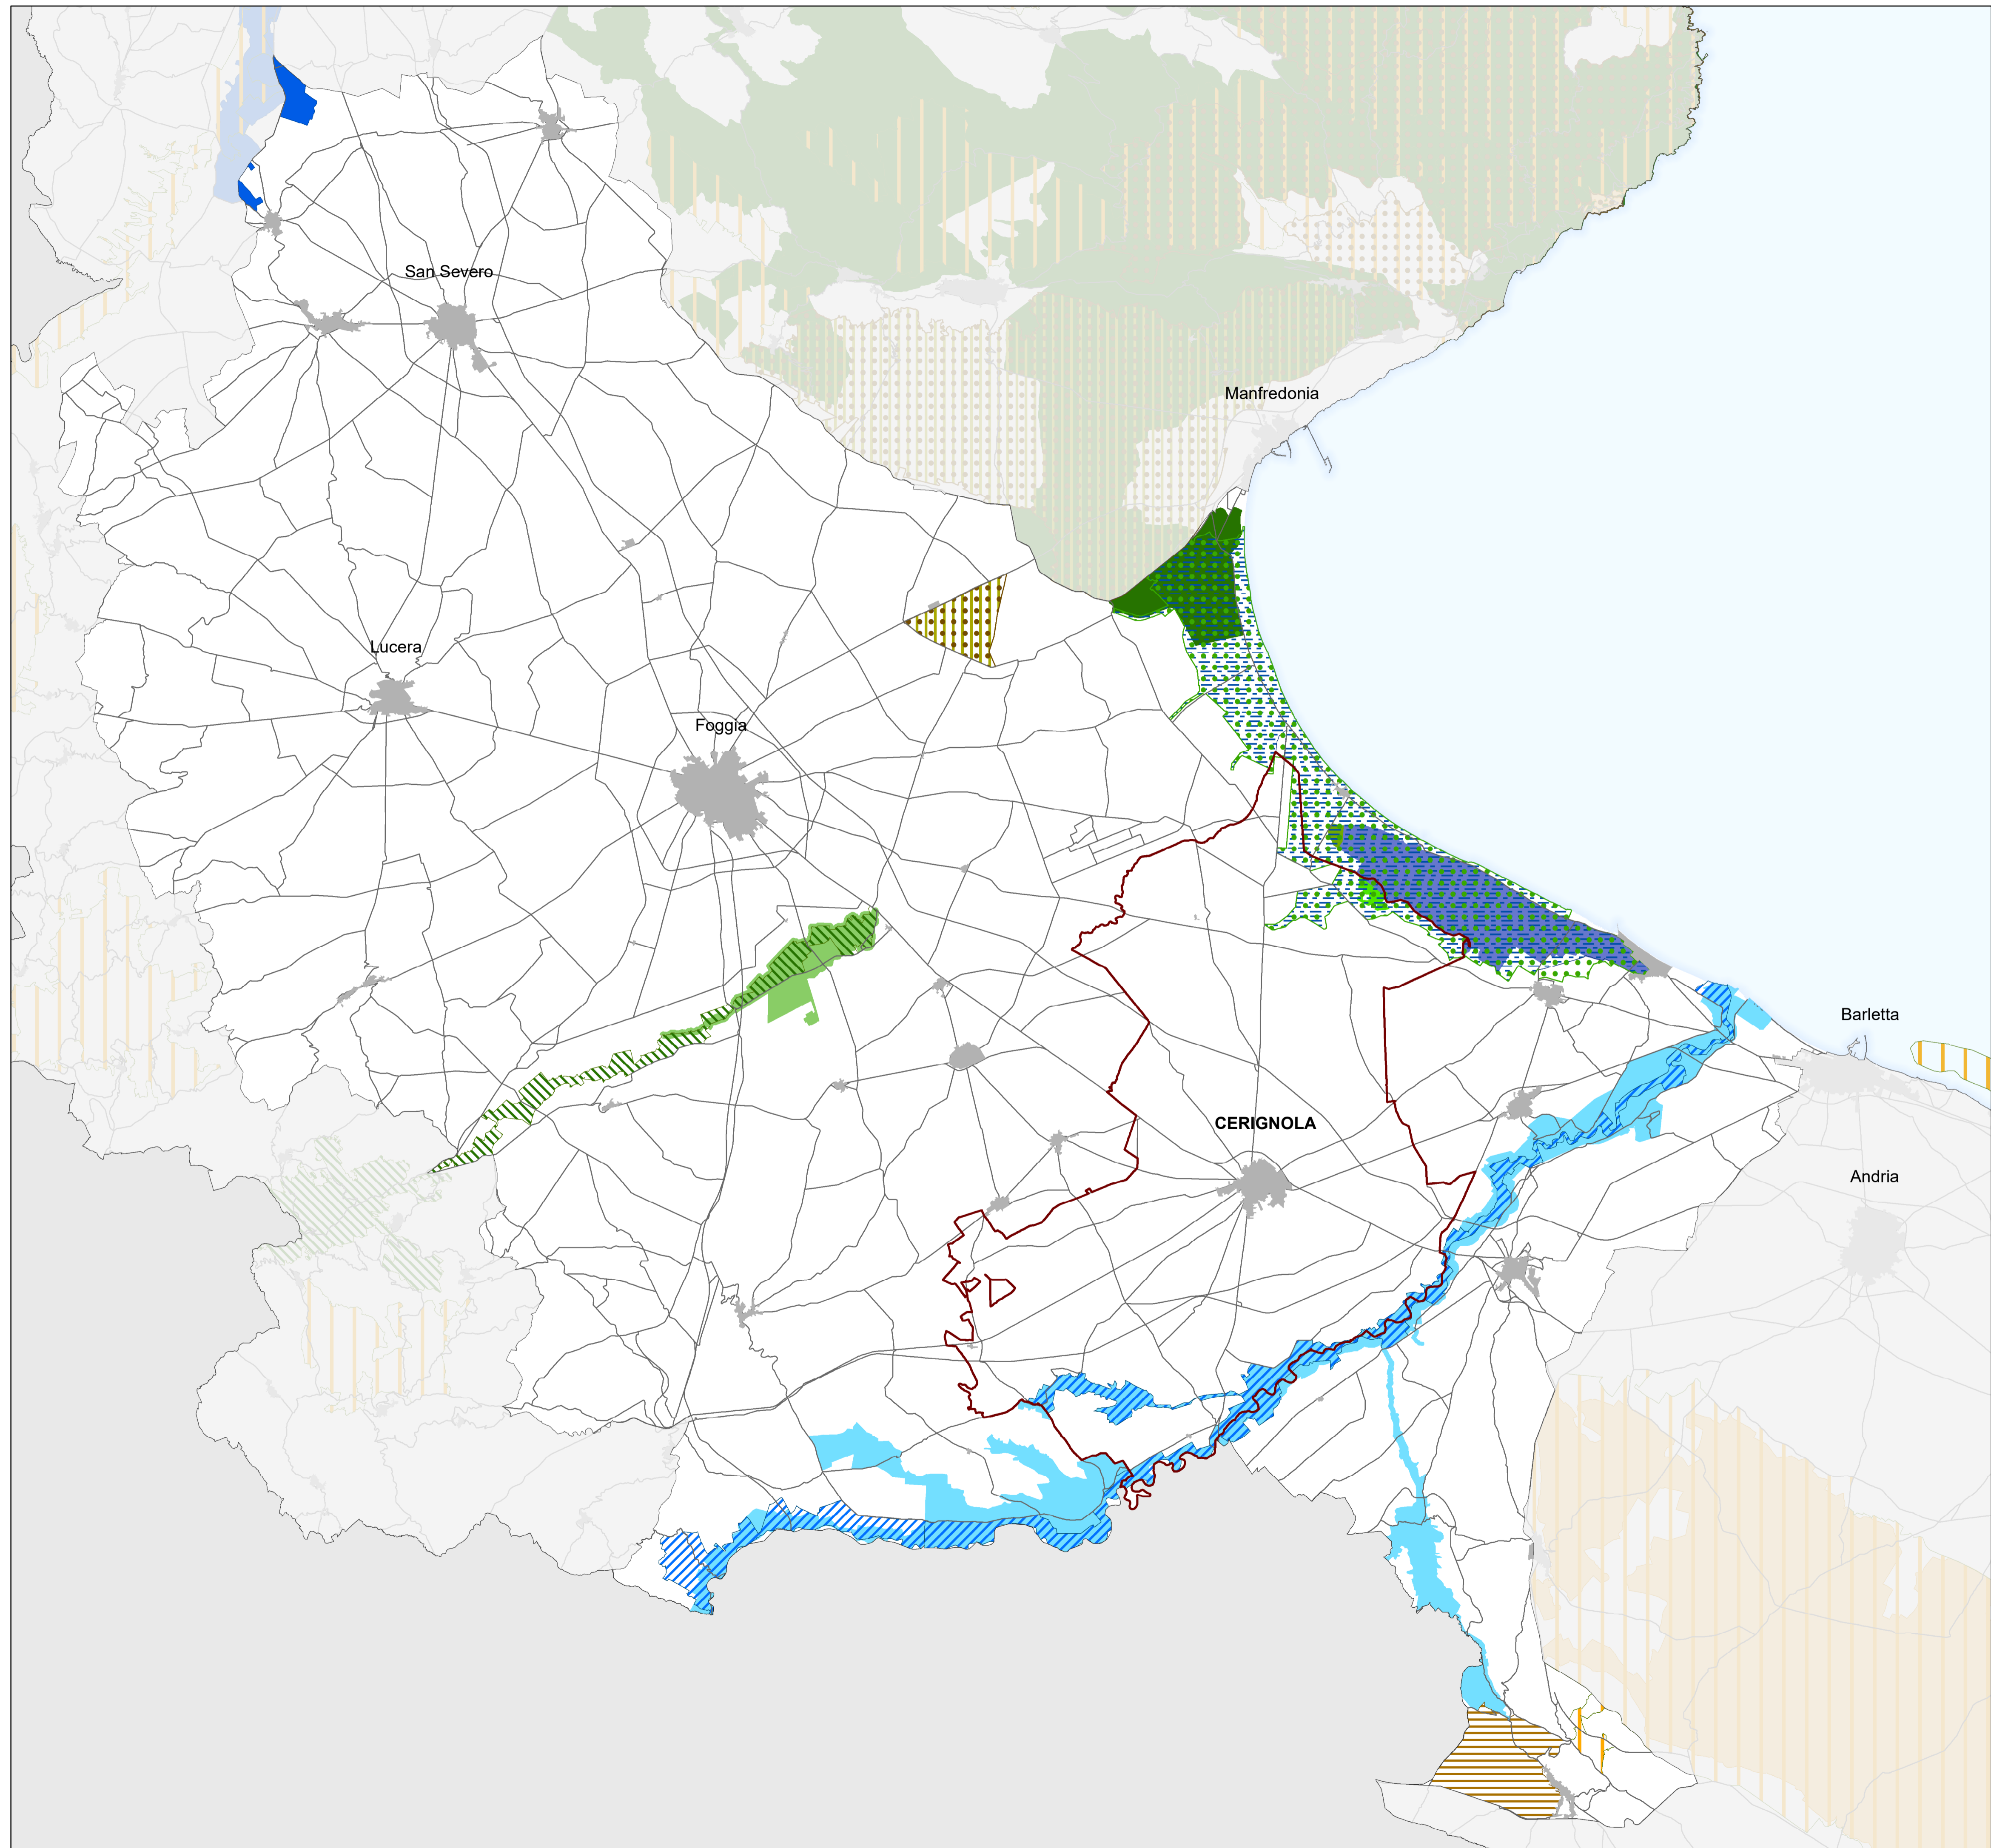 San Severo
Manfredonia
Lucera
Foggia
Barletta
CERIGNOLA
Andria